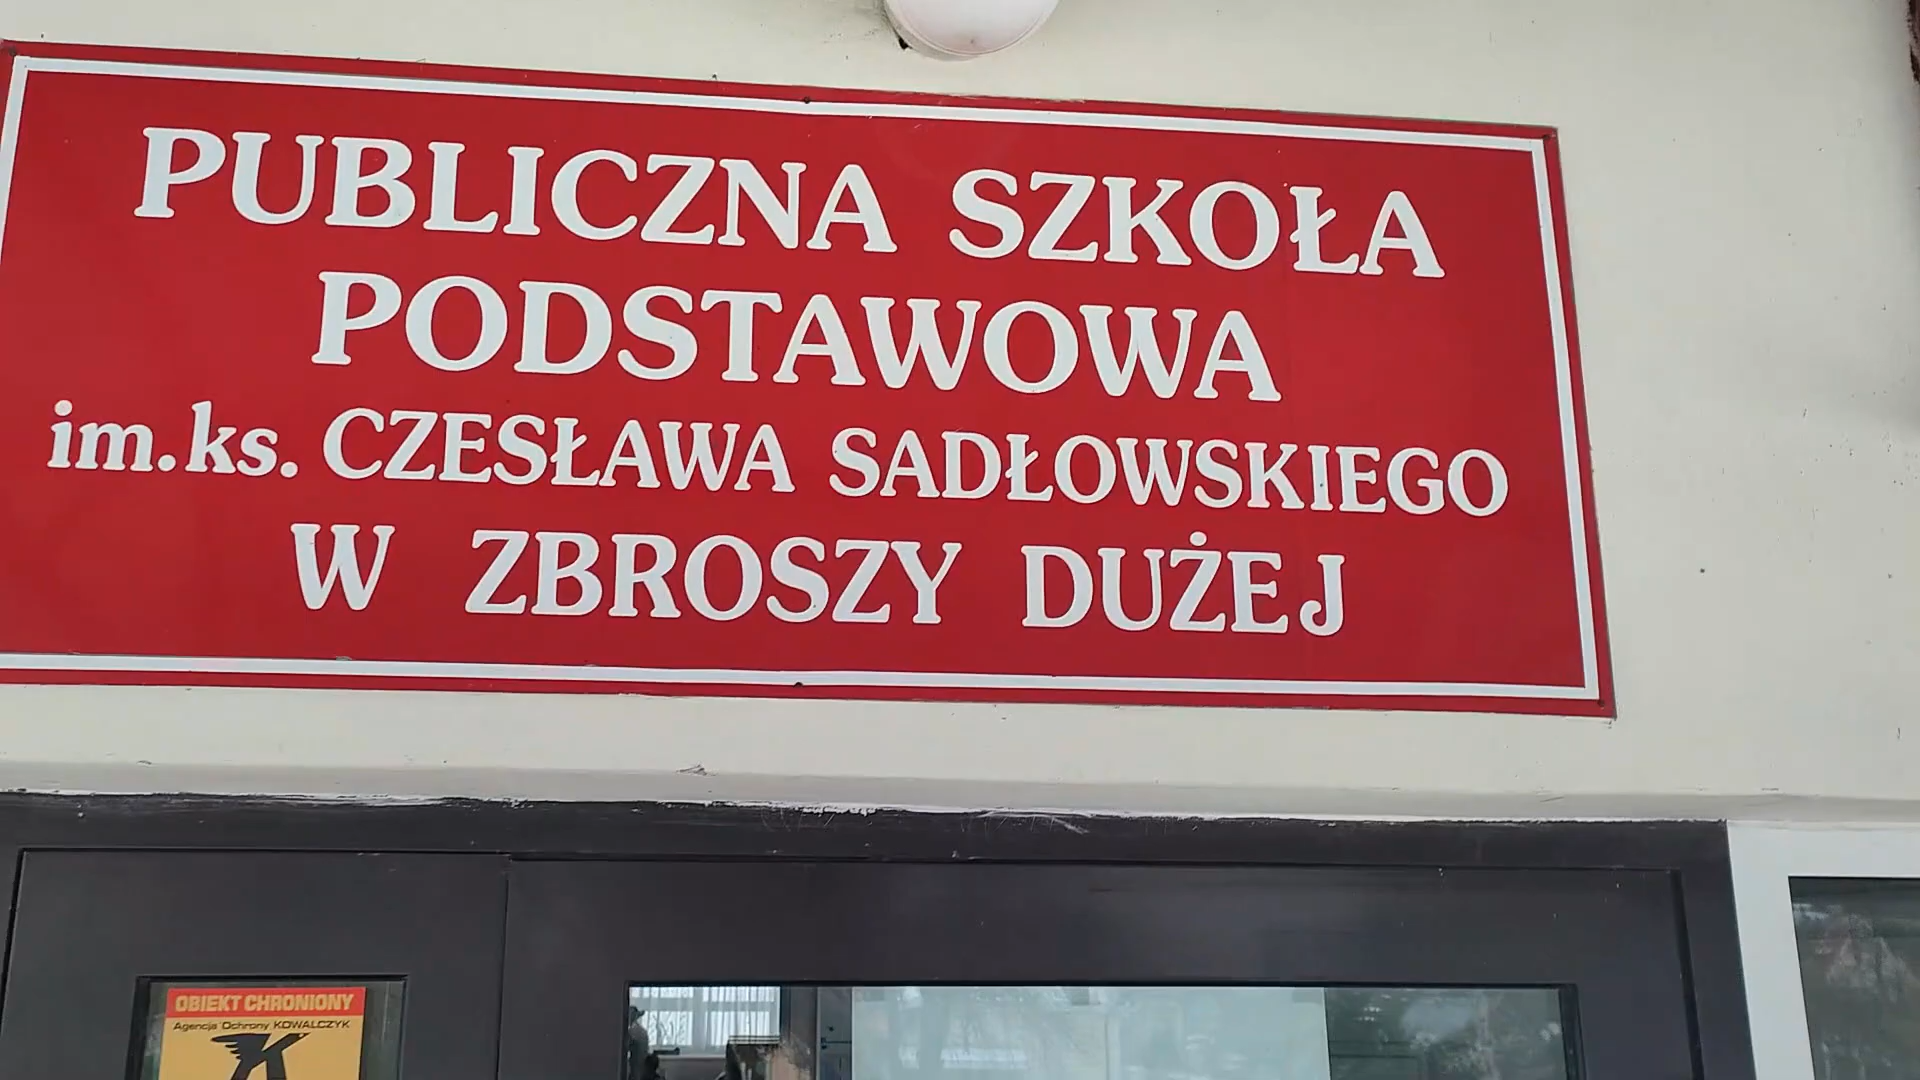 PUBLICZNA SZKOŁA
PODSTAWOWA
im.ks. CZESŁAWA SADŁOWSKIEGO
W ZBROSZY DUŻEJ
OBIEKT CHRONIONY
Agencja Ochrony KOWALCZYK
K